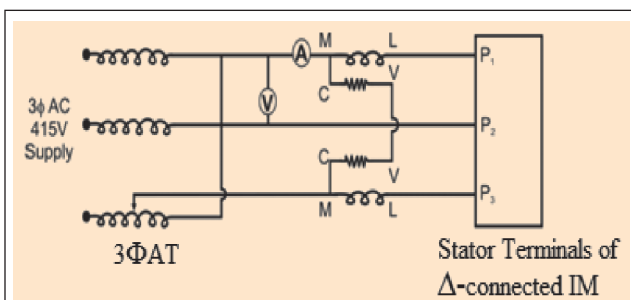 M L
A
P₁
C V
3ϕ AC
415V
Supply
V
P₂
C V
M L
P₃
3ΦAT
Stator Terminals of
Δ-connected IM